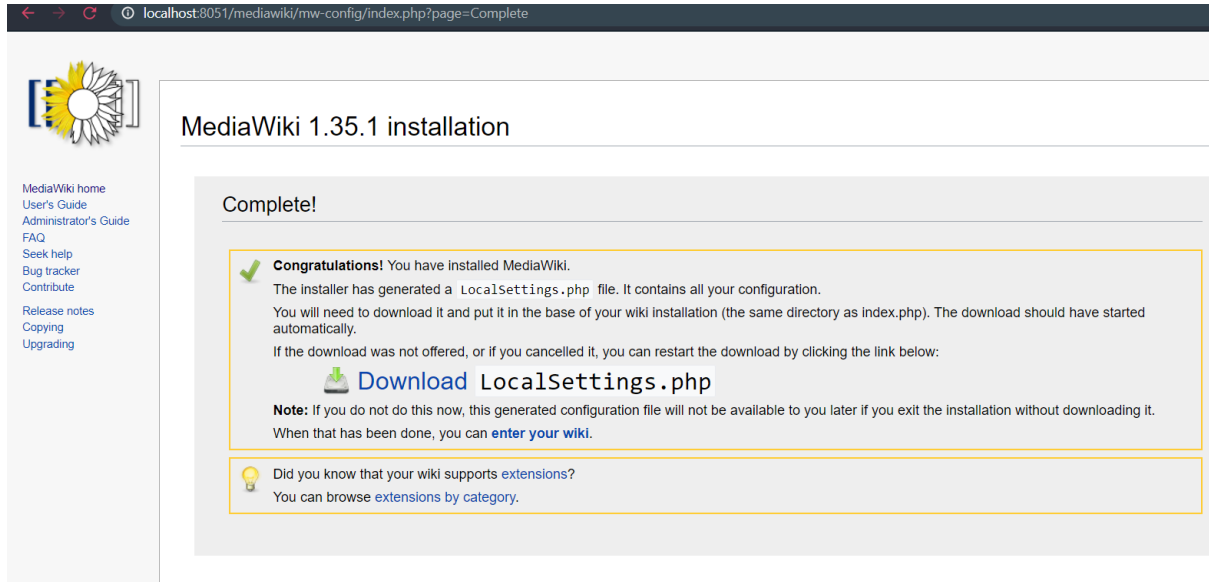 localhost:8051/mediawiki/mw-config/index.php?page=Complete
MediaWiki home
User's Guide
Administrator's Guide
FAQ
Seek help
Bug tracker
Contribute
Release notes
Copying
Upgrading
MediaWiki 1.35.1 installation
Complete!
Congratulations! You have installed MediaWiki.
The installer has generated a LocalSettings.php file. It contains all your configuration.
You will need to download it and put it in the base of your wiki installation (the same directory as index.php). The download should have started
automatically.
If the download was not offered, or if you cancelled it, you can restart the download by clicking the link below:
Download LocalSettings.php
Note: If you do not do this now, this generated configuration file will not be available to you later if you exit the installation without downloading it.
When that has been done, you can enter your wiki.
Did you know that your wiki supports extensions?
You can browse extensions by category.